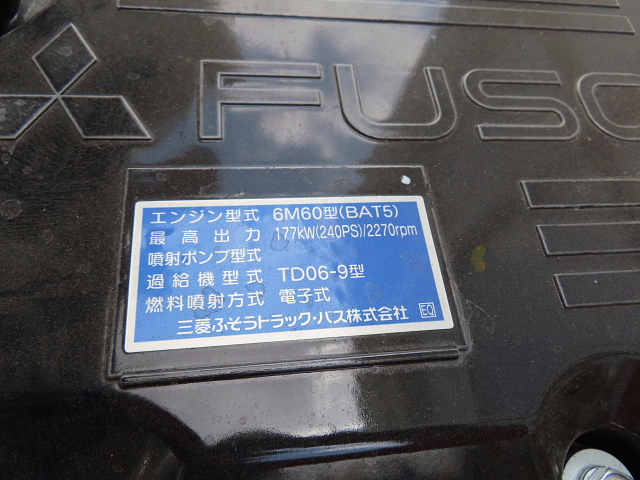 FUSO
エンジン型式 6M60型(BAT5)
最高出力 177kW(240PS)/2270rpm
噴射ポンプ型式
過給機型式 TD06-9型
燃料噴射方式 電子式
三菱ふそうトラック・バス株式会社 EQ